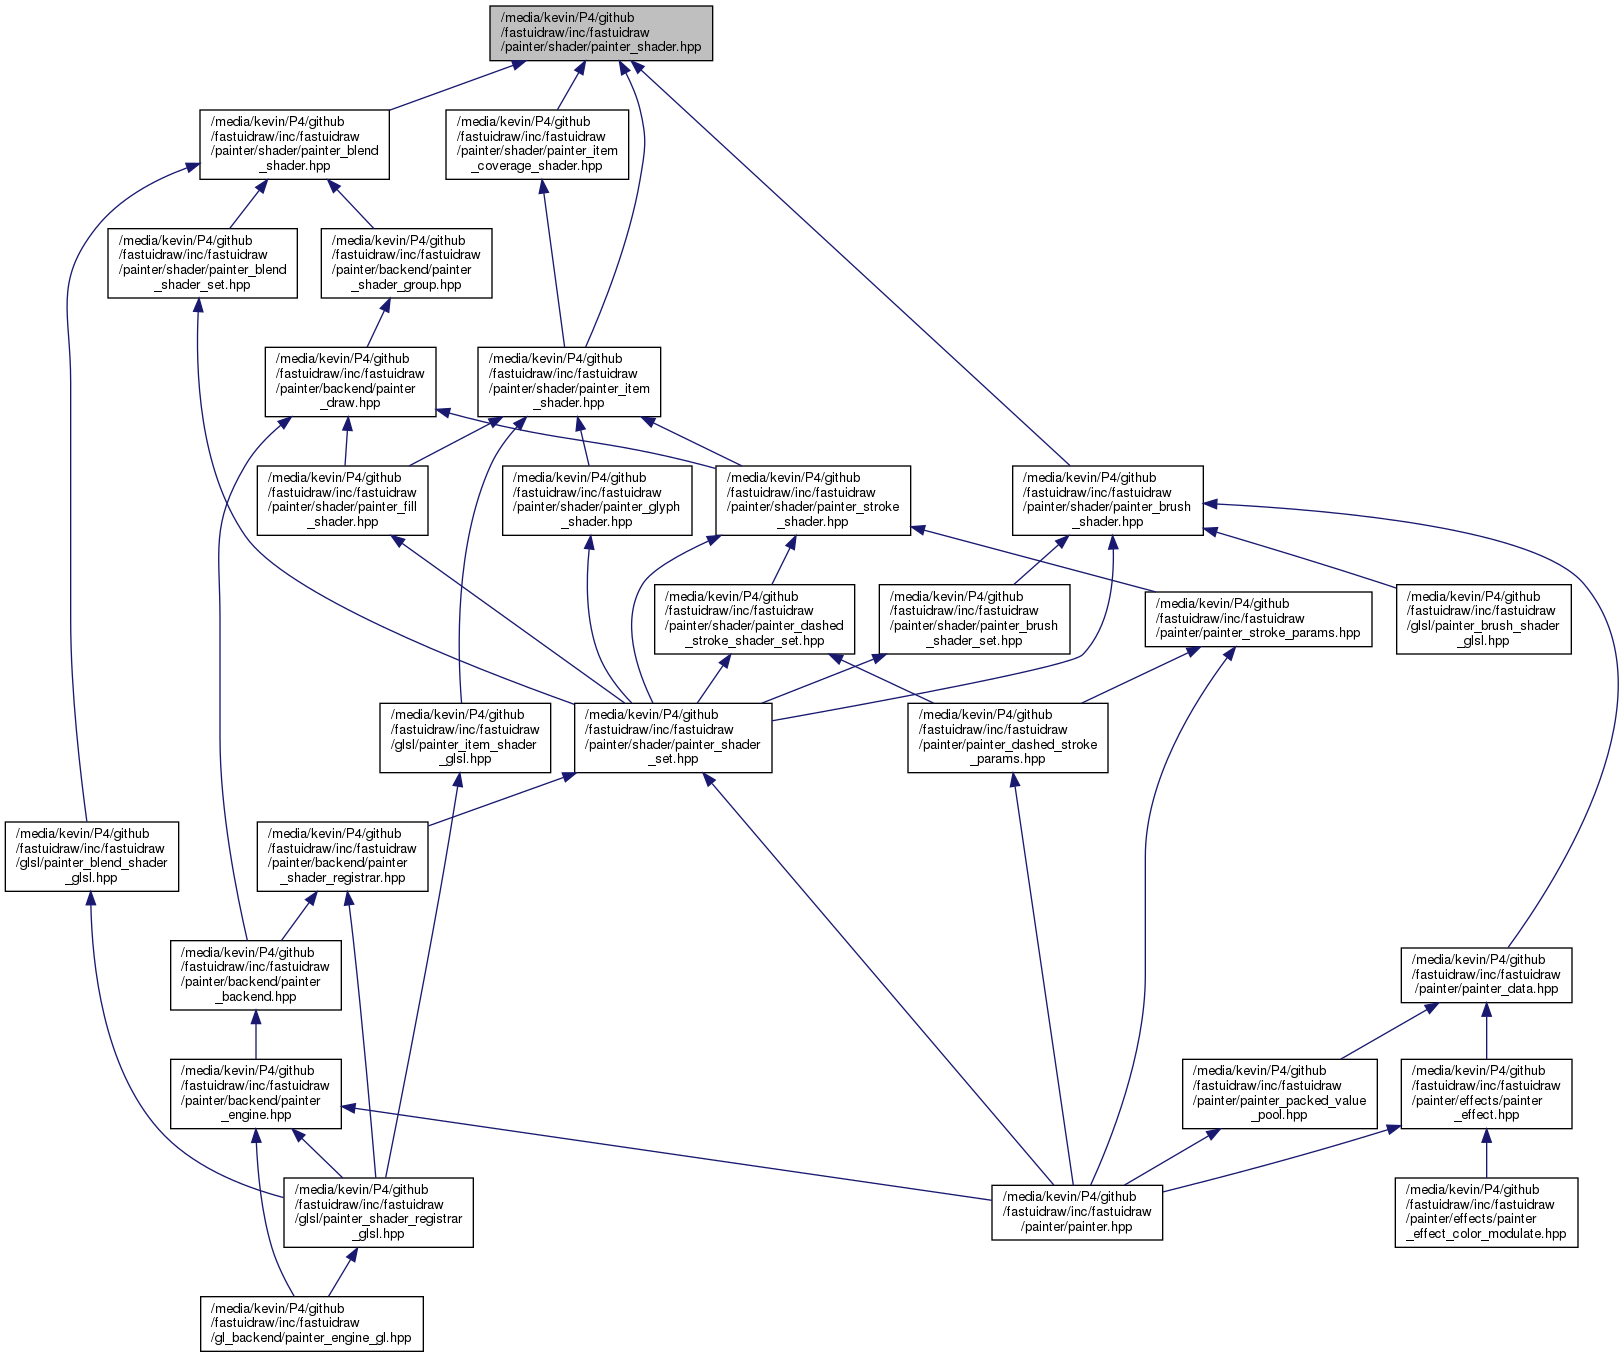 /media/kevin/P4/github
/fastuidraw/inc/fastuidraw
/painter/shader/painter_shader.hpp
/media/kevin/P4/github
/fastuidraw/inc/fastuidraw
/painter/shader/painter_blend
_shader.hpp
/media/kevin/P4/github
/fastuidraw/inc/fastuidraw
/painter/shader/painter_item
_coverage_shader.hpp
/media/kevin/P4/github
/fastuidraw/inc/fastuidraw
/painter/shader/painter_blend
_shader_set.hpp
/media/kevin/P4/github
/fastuidraw/inc/fastuidraw
/painter/backend/painter
_shader_group.hpp
/media/kevin/P4/github
/fastuidraw/inc/fastuidraw
/painter/backend/painter
_draw.hpp
/media/kevin/P4/github
/fastuidraw/inc/fastuidraw
/painter/shader/painter_item
_shader.hpp
/media/kevin/P4/github
/fastuidraw/inc/fastuidraw
/painter/shader/painter_fill
_shader.hpp
/media/kevin/P4/github
/fastuidraw/inc/fastuidraw
/painter/shader/painter_glyph
_shader.hpp
/media/kevin/P4/github
/fastuidraw/inc/fastuidraw
/painter/shader/painter_stroke
_shader.hpp
/media/kevin/P4/github
/fastuidraw/inc/fastuidraw
/painter/shader/painter_brush
_shader.hpp
/media/kevin/P4/github
/fastuidraw/inc/fastuidraw
/painter/shader/painter_dashed
_stroke_shader_set.hpp
/media/kevin/P4/github
/fastuidraw/inc/fastuidraw
/painter/shader/painter_brush
_shader_set.hpp
/media/kevin/P4/github
/fastuidraw/inc/fastuidraw
/painter/painter_stroke_params.hpp
/media/kevin/P4/github
/fastuidraw/inc/fastuidraw
/glsl/painter_brush_shader
_glsl.hpp
/media/kevin/P4/github
/fastuidraw/inc/fastuidraw
/glsl/painter_item_shader
_glsl.hpp
/media/kevin/P4/github
/fastuidraw/inc/fastuidraw
/painter/shader/painter_shader
_set.hpp
/media/kevin/P4/github
/fastuidraw/inc/fastuidraw
/painter/painter_dashed_stroke
_params.hpp
/media/kevin/P4/github
/fastuidraw/inc/fastuidraw
/glsl/painter_blend_shader
_glsl.hpp
/media/kevin/P4/github
/fastuidraw/inc/fastuidraw
/painter/backend/painter
_shader_registrar.hpp
/media/kevin/P4/github
/fastuidraw/inc/fastuidraw
/painter/backend/painter
_backend.hpp
/media/kevin/P4/github
/fastuidraw/inc/fastuidraw
/painter/painter_data.hpp
/media/kevin/P4/github
/fastuidraw/inc/fastuidraw
/painter/backend/painter
_engine.hpp
/media/kevin/P4/github
/fastuidraw/inc/fastuidraw
/painter/painter_packed_value
_pool.hpp
/media/kevin/P4/github
/fastuidraw/inc/fastuidraw
/painter/effects/painter
_effect.hpp
/media/kevin/P4/github
/fastuidraw/inc/fastuidraw
/glsl/painter_shader_registrar
_glsl.hpp
/media/kevin/P4/github
/fastuidraw/inc/fastuidraw
/painter/painter.hpp
/media/kevin/P4/github
/fastuidraw/inc/fastuidraw
/painter/effects/painter
_effect_color_modulate.hpp
/media/kevin/P4/github
/fastuidraw/inc/fastuidraw
/gl_backend/painter_engine_gl.hpp